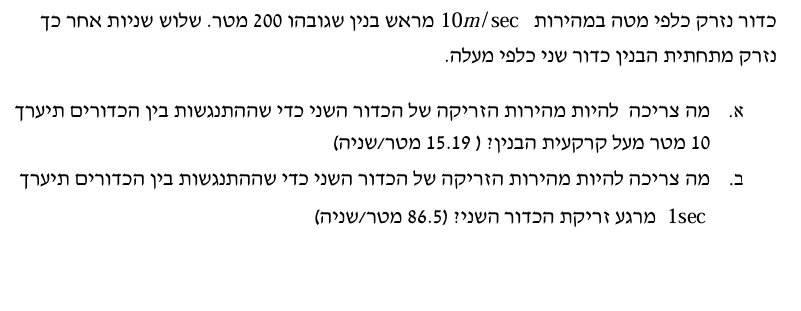 כדור נזרק כלפי מטה במהירות 10m/sec מראש בנין שגובהו 200 מטר. שלוש שניות אחר כך
נזרק מתחתית הבנין כדור שני כלפי מעלה.
א. מה צריכה להיות מהירות הזריקה של הכדור השני כדי שההתנגשות בין הכדורים תיערך
10 מטר מעל קרקעית הבנין? ( 15.19 מטר/שניה)
ב. מה צריכה להיות מהירות הזריקה של הכדור השני כדי שההתנגשות בין הכדורים תיערך
1sec מרגע זריקת הכדור השני? (86.5 מטר/שניה)